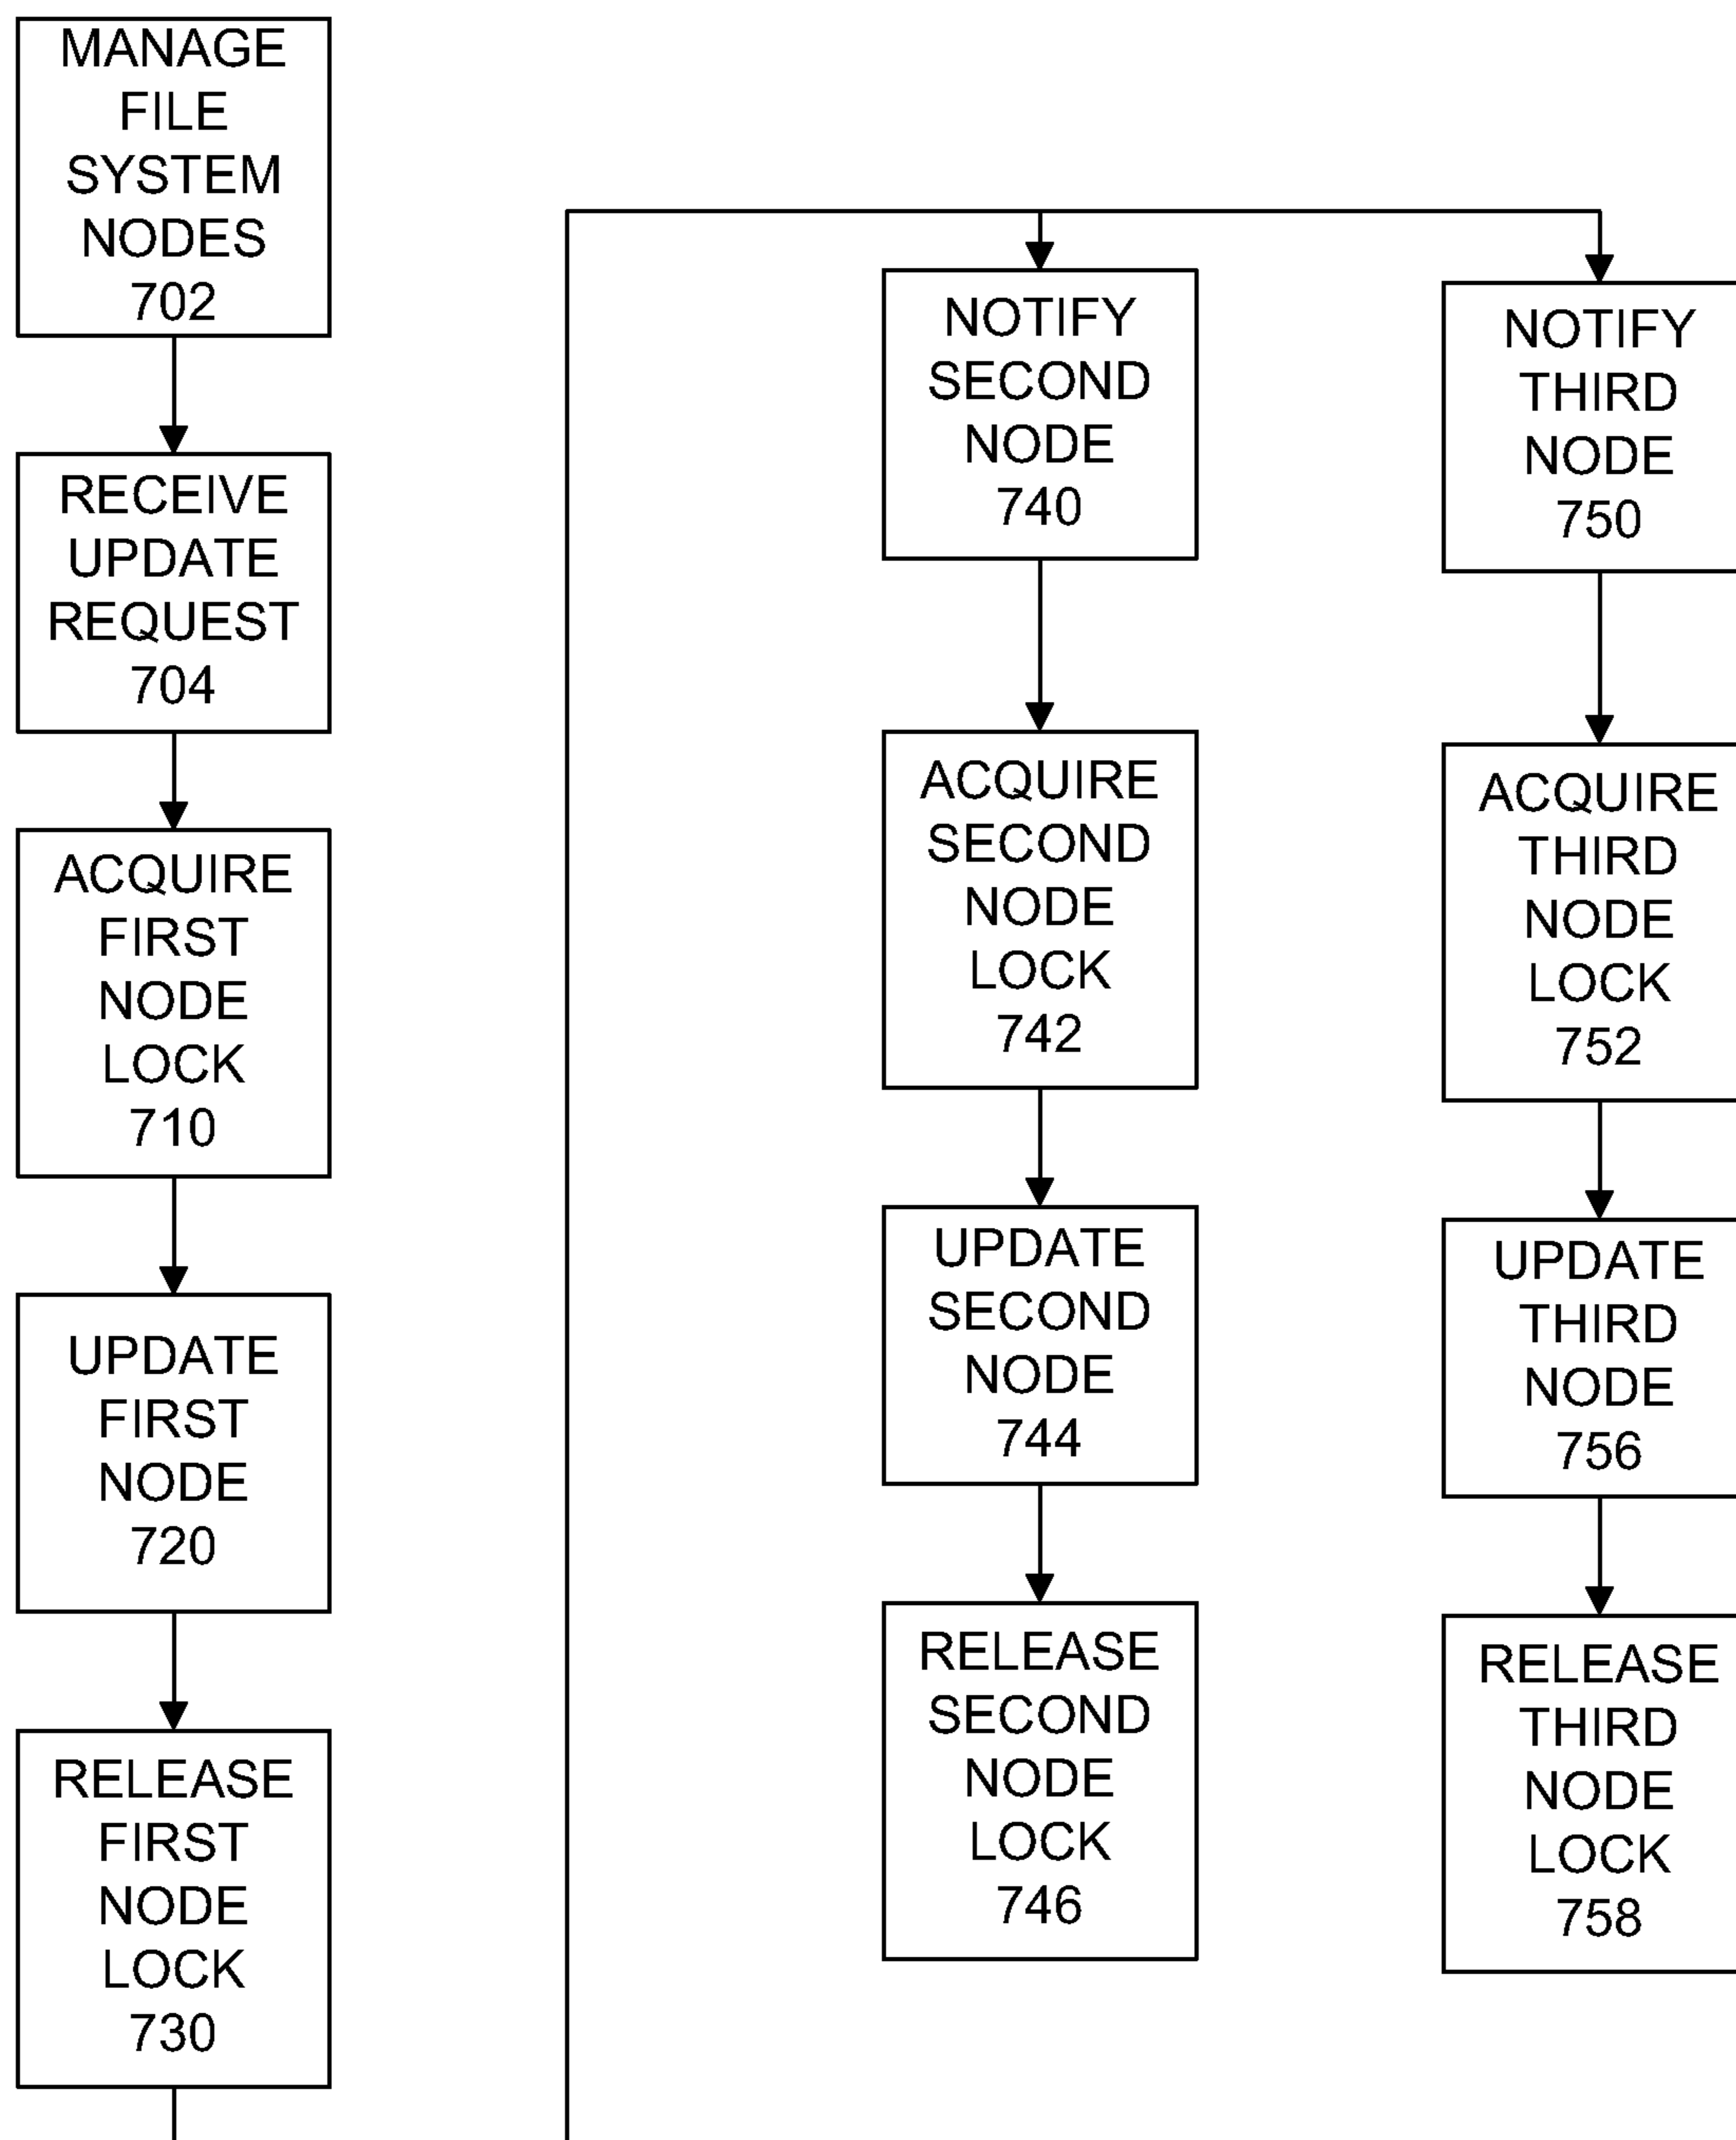 MANAGE
FILE
SYSTEM
NODES
702
RECEIVE
UPDATE
REQUEST
704
ACQUIRE
FIRST
NODE
LOCK
710
UPDATE
FIRST
NODE
720
RELEASE
FIRST
NODE
LOCK
730
NOTIFY
SECOND
NODE
740
ACQUIRE
SECOND
NODE
LOCK
742
UPDATE
SECOND
NODE
744
RELEASE
SECOND
NODE
LOCK
746
NOTIFY
THIRD
NODE
750
ACQUIRE
THIRD
NODE
LOCK
752
UPDATE
THIRD
NODE
756
RELEASE
THIRD
NODE
LOCK
758